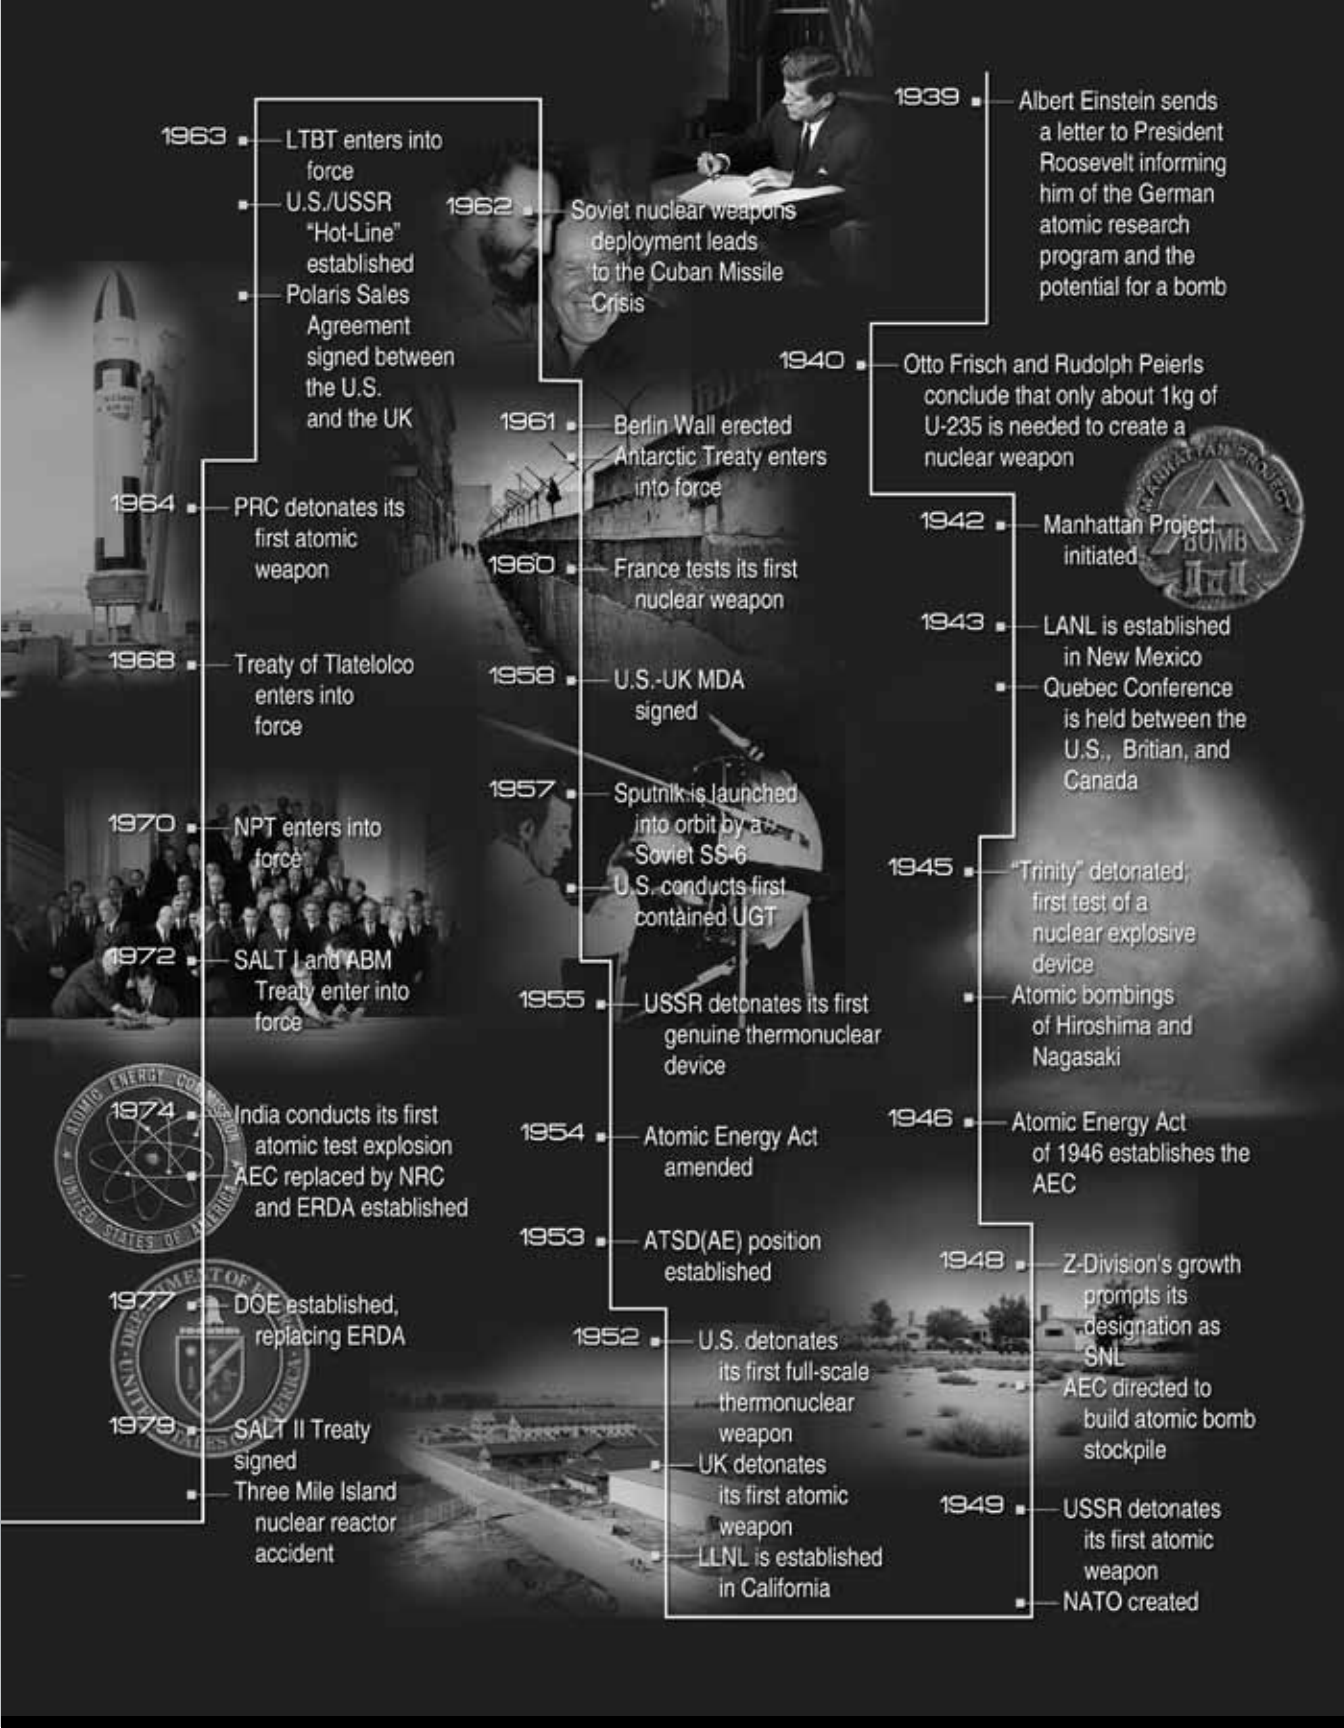 1939
Albert Einstein sends
a letter to President
Roosevelt informing
him of the German
atomic research
program and the
potential for a bomb
1940
Otto Frisch and Rudolph Peierls
conclude that only about 1kg of
U-235 is needed to create a
nuclear weapon
MANHATTAN PROJECT
A
BOMB
1942
Manhattan Project
initiated
1943
LANL is established
in New Mexico
Quebec Conference
is held between the
U.S., Britian, and
Canada
1945
“Trinity” detonated;
first test of a
nuclear explosive
device
Atomic bombings
of Hiroshima and
Nagasaki
1946
Atomic Energy Act
of 1946 establishes the
AEC
1948
Z-Division's growth
prompts its
designation as
SNL
AEC directed to
build atomic bomb
stockpile
1949
USSR detonates
its first atomic
weapon
NATO created
1952
U.S. detonates
its first full-scale
thermonuclear
weapon
UK detonates
its first atomic
weapon
LLNL is established
in California
1953
ATSD(AE) position
established
1954
Atomic Energy Act
amended
1955
USSR detonates its first
genuine thermonuclear
device
1957
Sputnik is launched
into orbit by a
Soviet SS-6
U.S. conducts first
contained UGT
1958
U.S.-UK MDA
signed
1960
France tests its first
nuclear weapon
1961
Berlin Wall erected
Antarctic Treaty enters
into force
1962
Soviet nuclear weapons
deployment leads
to the Cuban Missile
Crisis
1963
LTBT enters into
force
U.S./USSR
“Hot-Line”
established
Polaris Sales
Agreement
signed between
the U.S.
and the UK
1964
PRC detonates its
first atomic
weapon
1968
Treaty of Tlatelolco
enters into
force
1970
NPT enters into
force
1972
SALT I and ABM
Treaty enter into
force
ATOMIC ENERGY COMMISSION
UNITED STATES OF AMERICA
1974
India conducts its first
atomic test explosion
AEC replaced by NRC
and ERDA established
1977
DOE established,
replacing ERDA
1979
SALT II Treaty
signed
Three Mile Island
nuclear reactor
accident